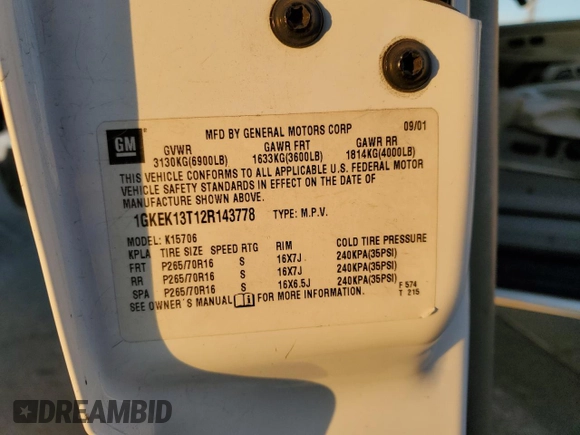 GM
MFD BY GENERAL MOTORS CORP 09/01
GVWR GAWR FRT GAWR RR
3130KG(6900LB) 1633KG(3600LB) 1814KG(4000LB)
THIS VEHICLE CONFORMS TO ALL APPLICABLE U.S. FEDERAL MOTOR
VEHICLE SAFETY STANDARDS IN EFFECT ON THE DATE OF
MANUFACTURE SHOWN ABOVE.
1GKEK13T12R143778 TYPE: M.P.V.
MODEL: K15706
KPLA TIRE SIZE SPEED RTG RIM COLD TIRE PRESSURE
FRT P265/70R16 S 16X7J 240KPA(35PSI)
RR P265/70R16 S 16X7J 240KPA(35PSI)
SPA P265/70R16 S 16X6.5J 240KPA(35PSI)
SEE OWNER'S MANUAL i FOR MORE INFORMATION.
F 574
T 215
DREAMBID